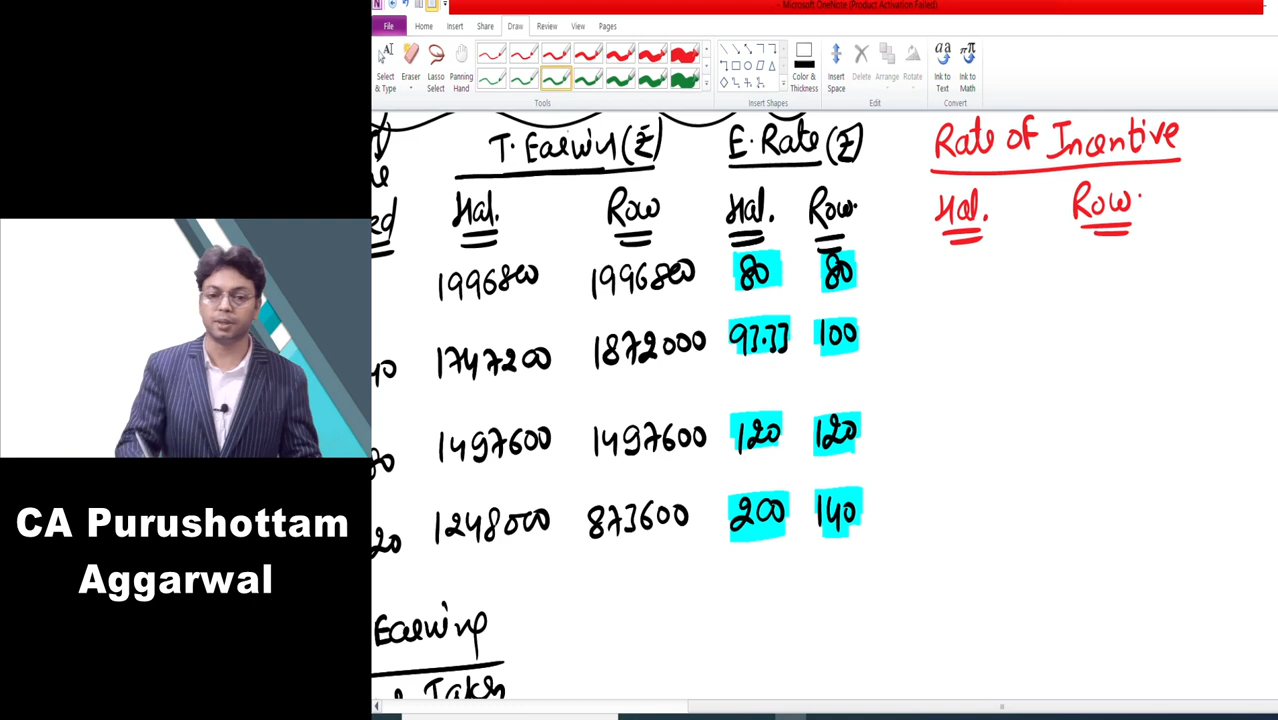 - Microsoft OneNote (Product Activation Failed)
File Home Insert Share Draw Review View Pages
Select & Type Eraser Lasso Select Panning Hand Color & Thickness Insert Space Delete Arrange Rotate Ink to Text Ink to Math
Tools Insert Shapes Edit Convert
T. Earning (₹) E. Rate (₹) Rate of Incentive
Hal. Row Hal. Row. Hal. Row.
1996800 1996800 80 80
1747200 1872000 93.33 100
1497600 1497600 120 120
20 1248000 873600 200 140
Earning
Taken
CA Purushottam
Aggarwal